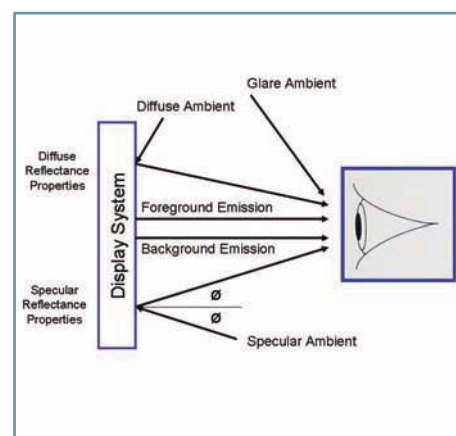 Glare Ambient
Diffuse Ambient
Diffuse
Reflectance
Properties
Display System
Foreground Emission
Background Emission
Specular
Reflectance
Properties
Ø
Ø
Specular Ambient